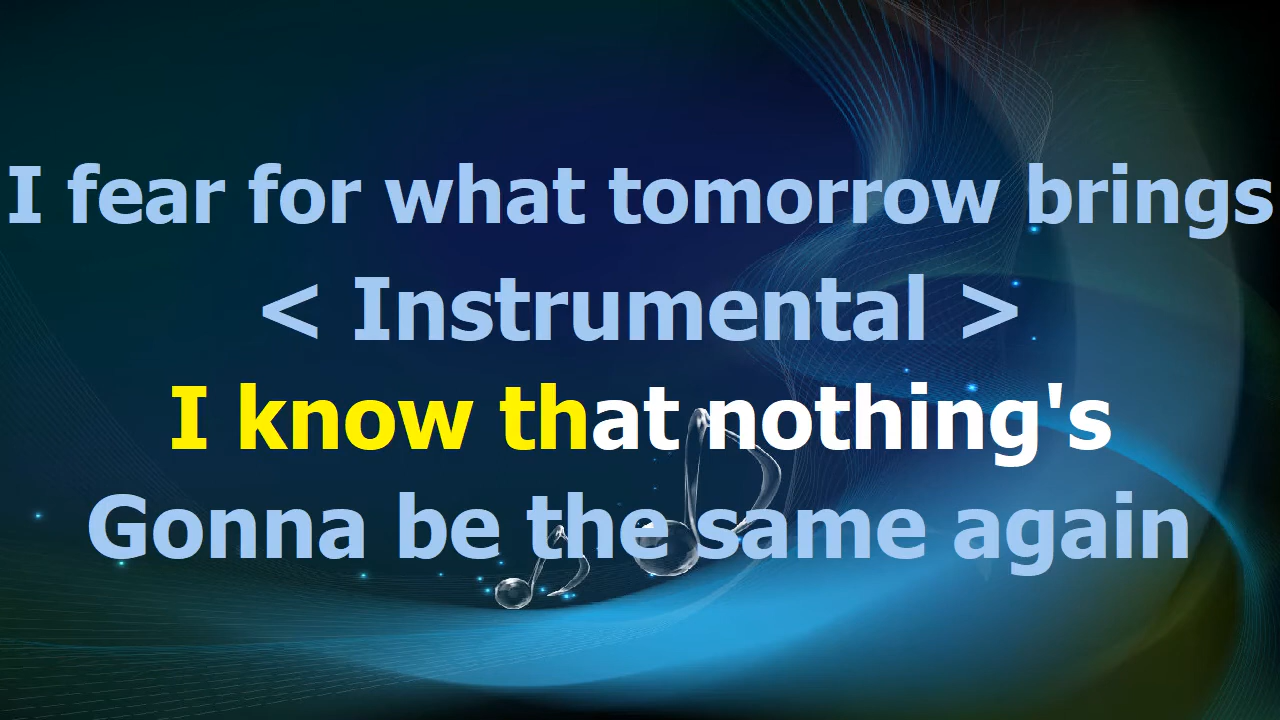 I fear for what tomorrow brings
< Instrumental >
I know that nothing's
Gonna be the same again